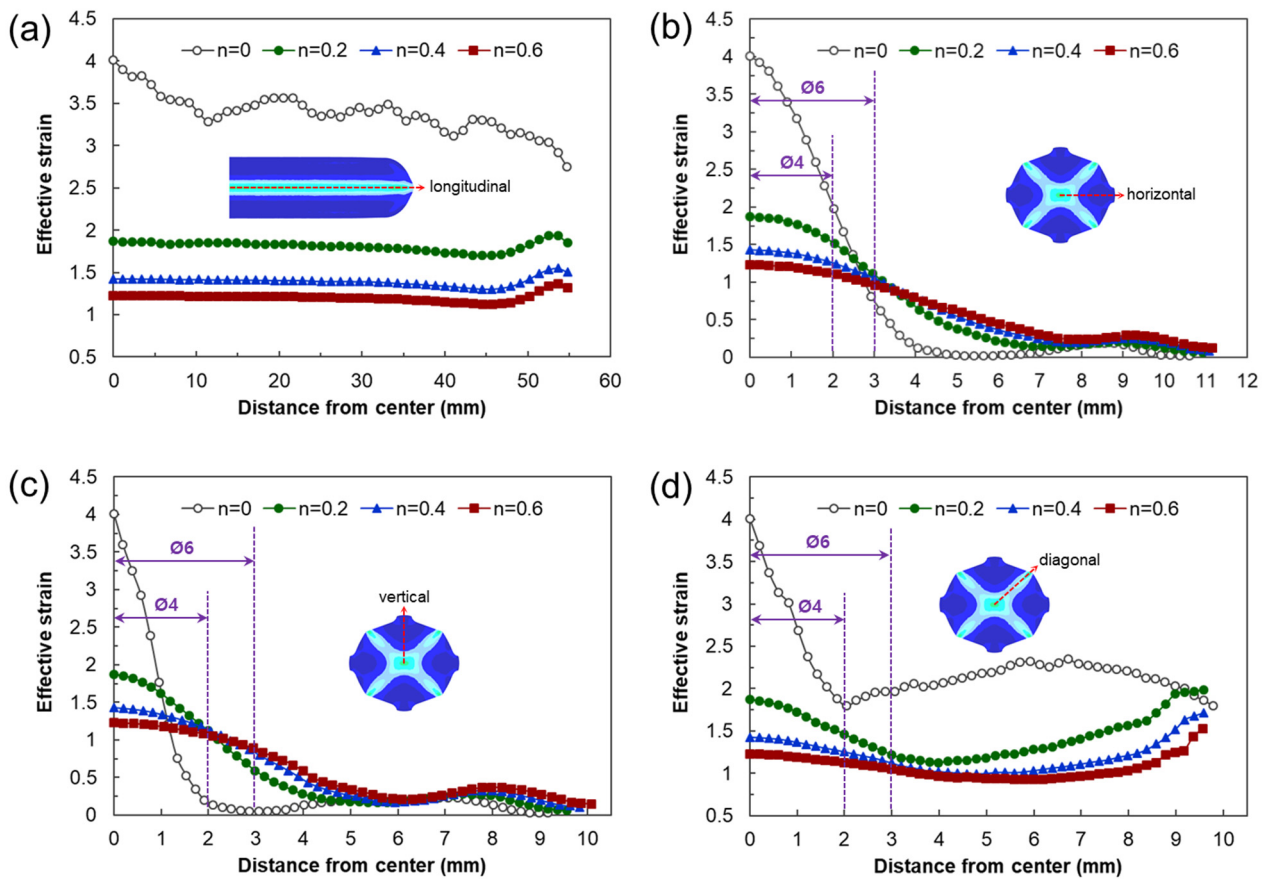 (a)
n=0 n=0.2 n=0.4 n=0.6
Effective strain
4.5
4
3.5
3
2.5
2
1.5
1
0.5
longitudinal
0 10 20 30 40 50 60
Distance from center (mm)
(b)
n=0 n=0.2 n=0.4 n=0.6
Effective strain
4.5
4
3.5
3
2.5
2
1.5
1
0.5
0
Ø6
Ø4
horizontal
0 1 2 3 4 5 6 7 8 9 10 11 12
Distance from center (mm)
(c)
n=0 n=0.2 n=0.4 n=0.6
Effective strain
4.5
4
3.5
3
2.5
2
1.5
1
0.5
0
Ø6
Ø4
vertical
0 1 2 3 4 5 6 7 8 9 10
Distance from center (mm)
(d)
n=0 n=0.2 n=0.4 n=0.6
Effective strain
4.5
4
3.5
3
2.5
2
1.5
1
0.5
Ø6
Ø4
diagonal
0 1 2 3 4 5 6 7 8 9 10
Distance from center (mm)